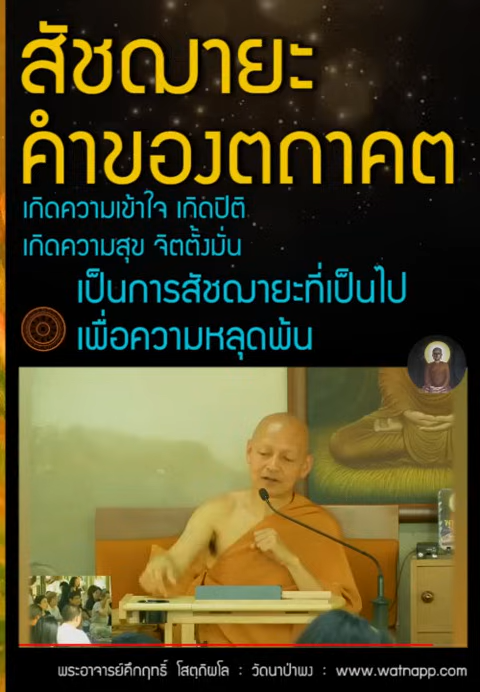 สัชฌายะ
คำของตถาคต
เกิดความเข้าใจ เกิดปิติ
เกิดความสุข จิตตั้งมั่น
เป็นการสัชฌายะที่เป็นไป
เพื่อความหลุดพ้น
พระอาจารย์คึกฤทธิ์ โสตฺถิผโล : วัดนาป่าพง : www.watnapp.com